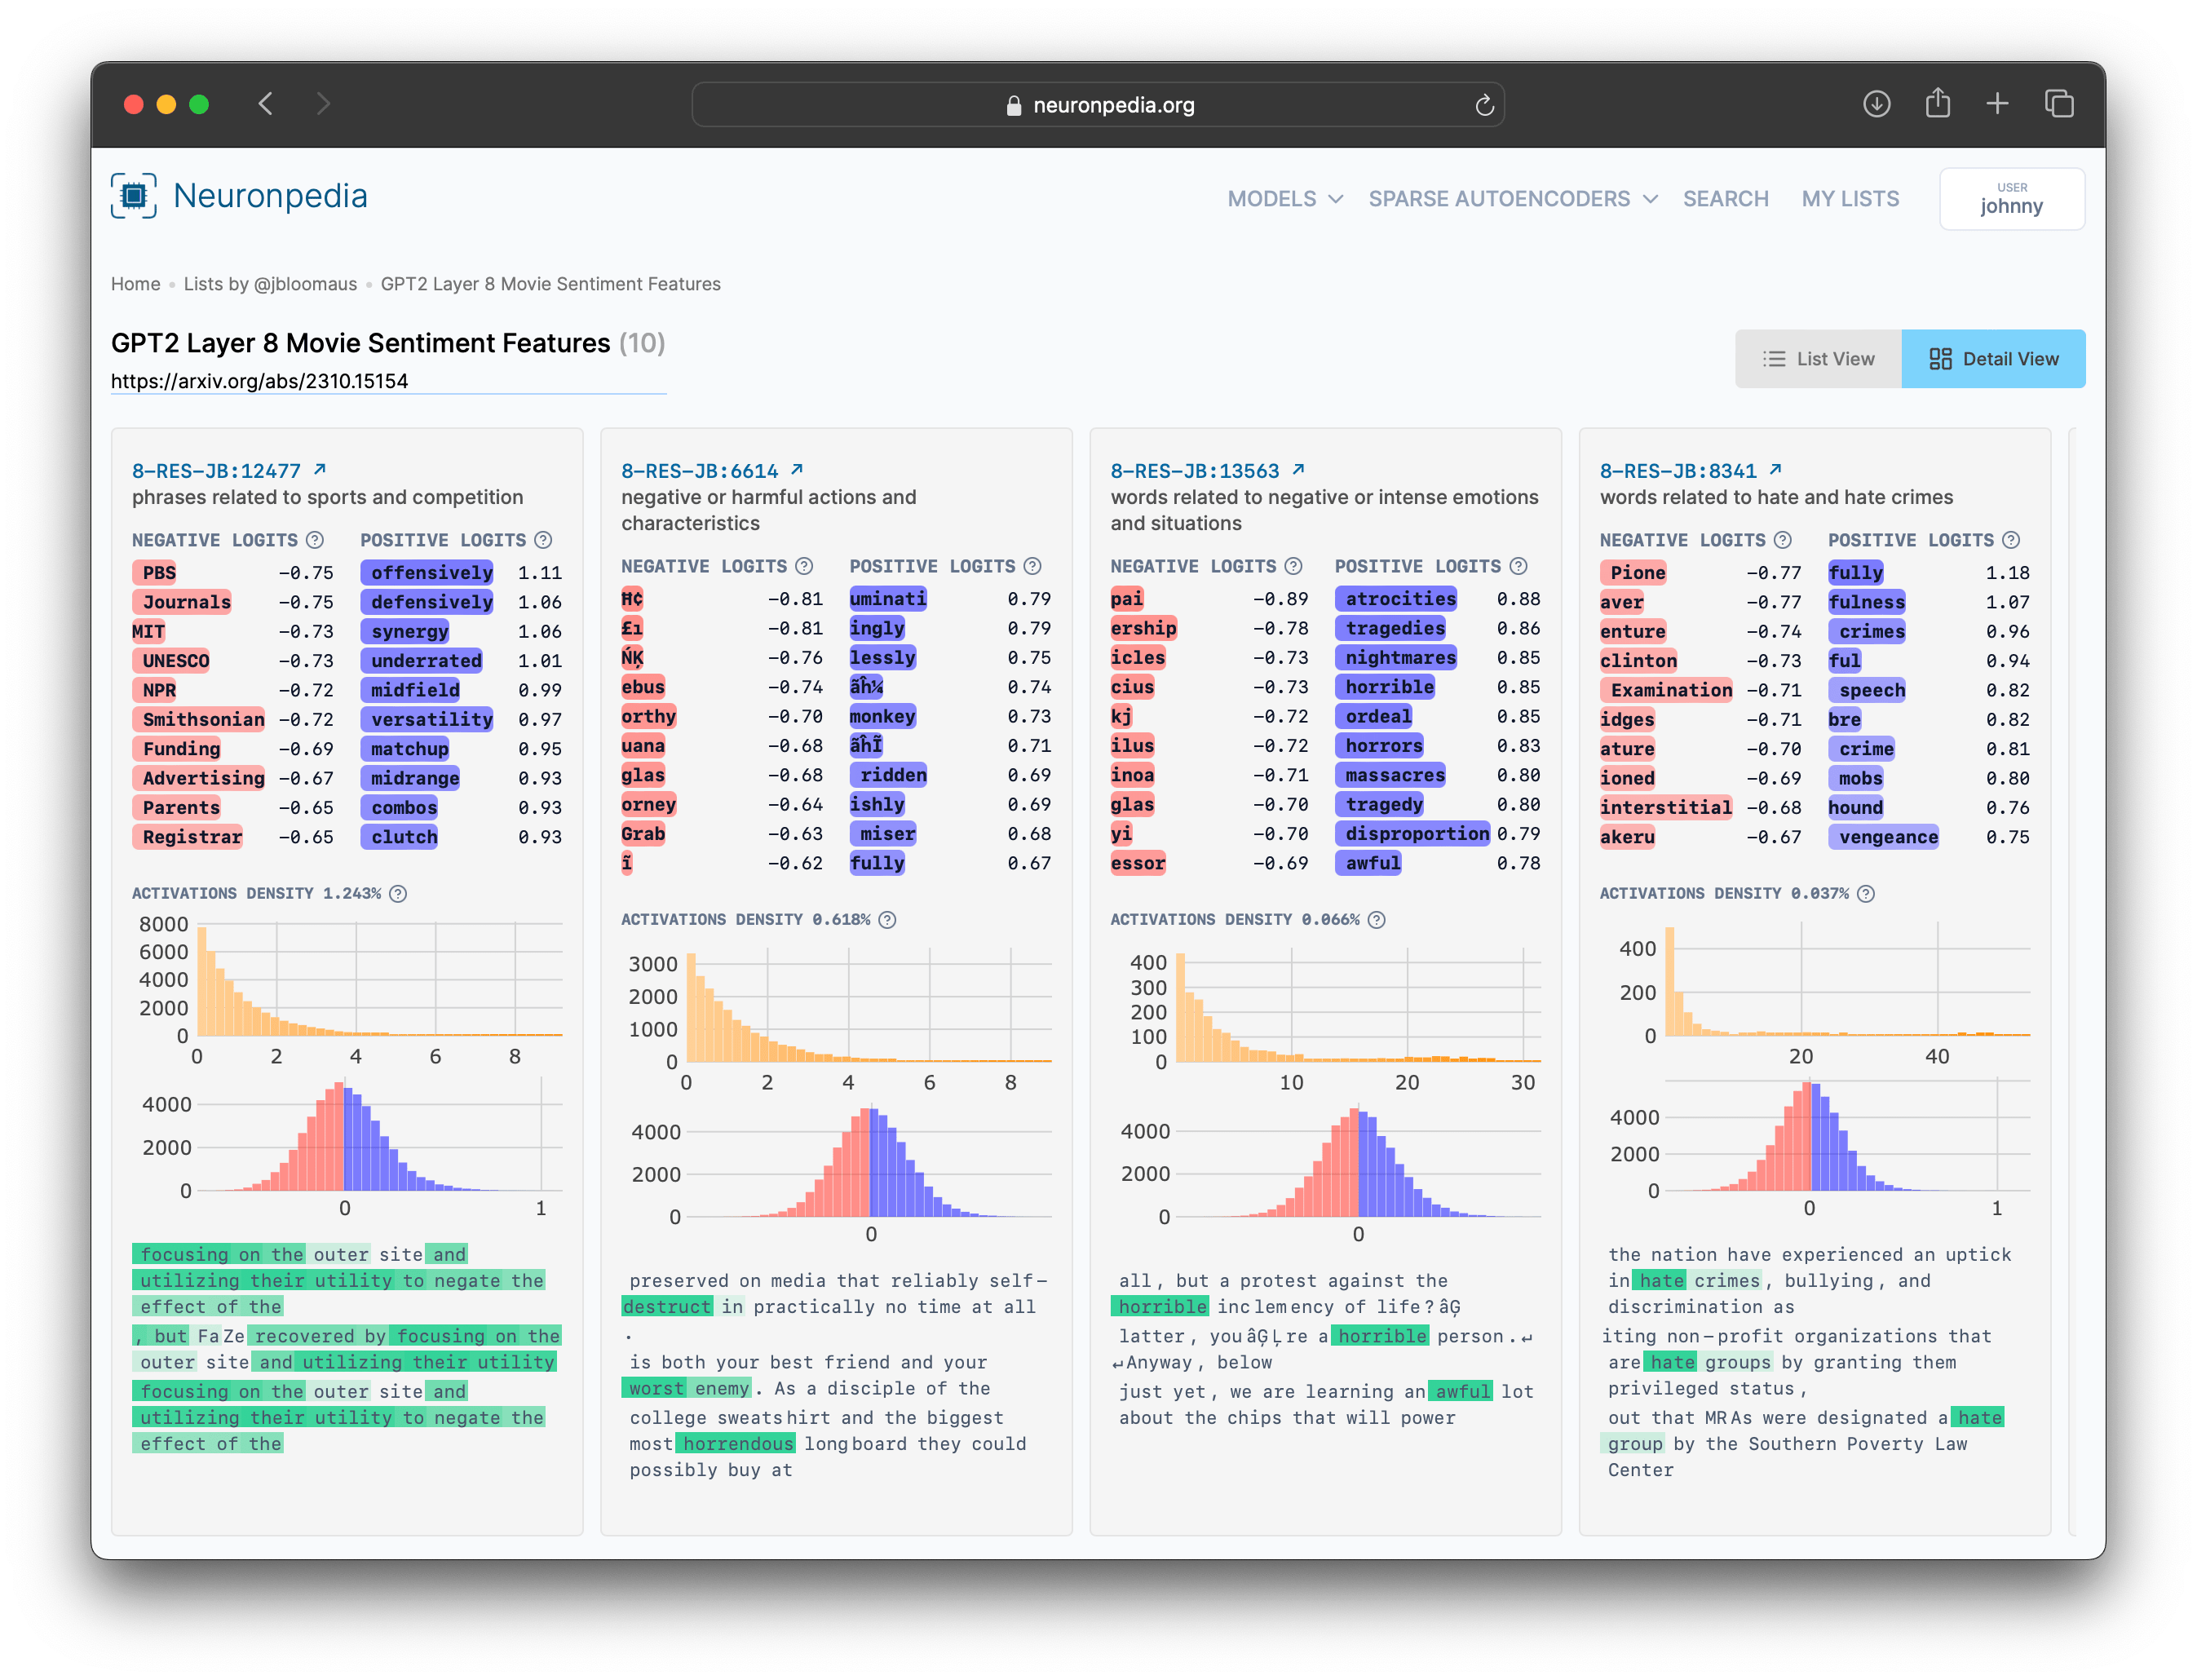 neuronpedia.org
Neuronpedia
MODELS SPARSE AUTOENCODERS SEARCH MY LISTS
USER
johnny
Home • Lists by @jbloomaus • GPT2 Layer 8 Movie Sentiment Features
GPT2 Layer 8 Movie Sentiment Features (10)
https://arxiv.org/abs/2310.15154
List View Detail View
8-RES-JB:12477 ↗
phrases related to sports and competition
NEGATIVE LOGITS ? POSITIVE LOGITS ?
PBS -0.75 offensively 1.11
Journals -0.75 defensively 1.06
MIT -0.73 synergy 1.06
UNESCO -0.73 underrated 1.01
NPR -0.72 midfield 0.99
Smithsonian -0.72 versatility 0.97
Funding -0.69 matchup 0.95
Advertising -0.67 midrange 0.93
Parents -0.65 combos 0.93
Registrar -0.65 clutch 0.93
ACTIVATIONS DENSITY 1.243% ?
8000
6000
4000
2000
0
0 2 4 6 8
4000
2000
0
0 1
focusing on the outer site and
utilizing their utility to negate the
effect of the
, but FaZe recovered by focusing on the
outer site and utilizing their utility
focusing on the outer site and
utilizing their utility to negate the
effect of the
8-RES-JB:6614 ↗
negative or harmful actions and
characteristics
NEGATIVE LOGITS ? POSITIVE LOGITS ?
Ħ¢ -0.81 uminati 0.79
£ı -0.81 ingly 0.79
ŃĶ -0.76 lessly 0.75
ebus -0.74 ãĥ¼ 0.74
orthy -0.70 monkey 0.73
uana -0.68 ãĥĪ 0.71
glas -0.68 ridden 0.69
orney -0.64 ishly 0.69
Grab -0.63 miser 0.68
ĩ -0.62 fully 0.67
ACTIVATIONS DENSITY 0.618% ?
3000
2000
1000
0
0 2 4 6 8
4000
2000
0
0
preserved on media that reliably self-
destruct in practically no time at all
.
is both your best friend and your
worst enemy. As a disciple of the
college sweatshirt and the biggest
most horrendous longboard they could
possibly buy at
8-RES-JB:13563 ↗
words related to negative or intense emotions
and situations
NEGATIVE LOGITS ? POSITIVE LOGITS ?
pai -0.89 atrocities 0.88
ership -0.78 tragedies 0.86
icles -0.73 nightmares 0.85
cius -0.73 horrible 0.85
kj -0.72 ordeal 0.85
ilus -0.72 horrors 0.83
inoa -0.71 massacres 0.80
glas -0.70 tragedy 0.80
yi -0.70 disproportion 0.79
essor -0.69 awful 0.78
ACTIVATIONS DENSITY 0.066% ?
400
300
200
100
0
10 20 30
4000
2000
0
0
all, but a protest against the
horrible inclemency of life?âĢ
latter, youâĢĻre a horrible person.↵
↵Anyway, below
just yet, we are learning an awful lot
about the chips that will power
8-RES-JB:8341 ↗
words related to hate and hate crimes
NEGATIVE LOGITS ? POSITIVE LOGITS ?
Pione -0.77 fully 1.18
aver -0.77 fulness 1.07
enture -0.74 crimes 0.96
clinton -0.73 ful 0.94
Examination -0.71 speech 0.82
idges -0.71 bre 0.82
ature -0.70 crime 0.81
ioned -0.69 mobs 0.80
interstitial -0.68 hound 0.76
akeru -0.67 vengeance 0.75
ACTIVATIONS DENSITY 0.037% ?
400
200
0
20 40
4000
2000
0
0 1
the nation have experienced an uptick
in hate crimes, bullying, and
discrimination as
iting non-profit organizations that
are hate groups by granting them
privileged status,
out that MRAs were designated a hate
group by the Southern Poverty Law
Center